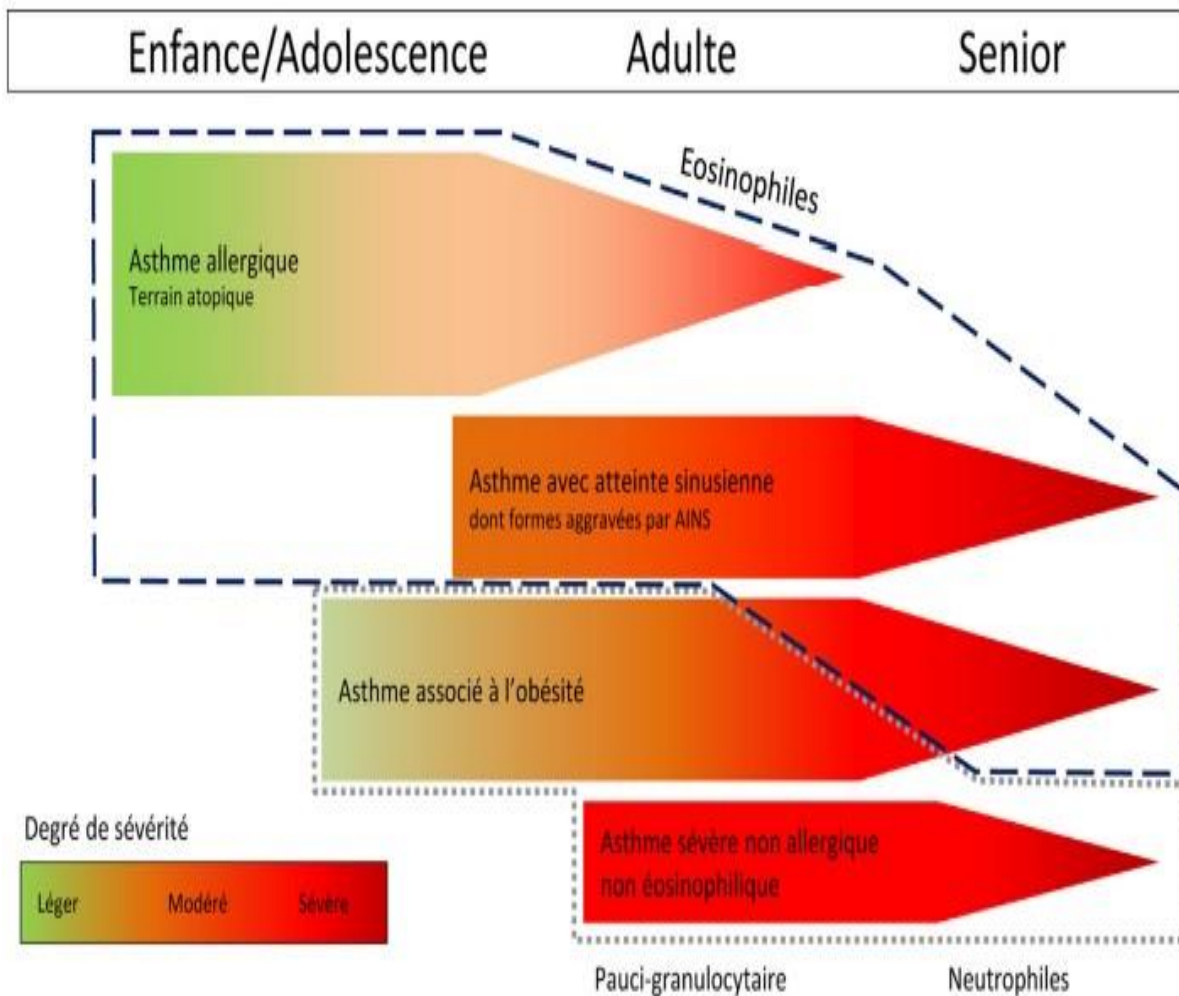 Enfance/Adolescence Adulte Senior
Eosinophiles
Asthme allergique
Terrain atopique
Asthme avec atteinte sinusienne
dont formes aggravées par AINS
Asthme associé à l'obésité
Degré de sévérité
Léger Modéré Sévère
Asthme sévère non allergique
non éosinophilique
Pauci-granulocytaire Neutrophiles